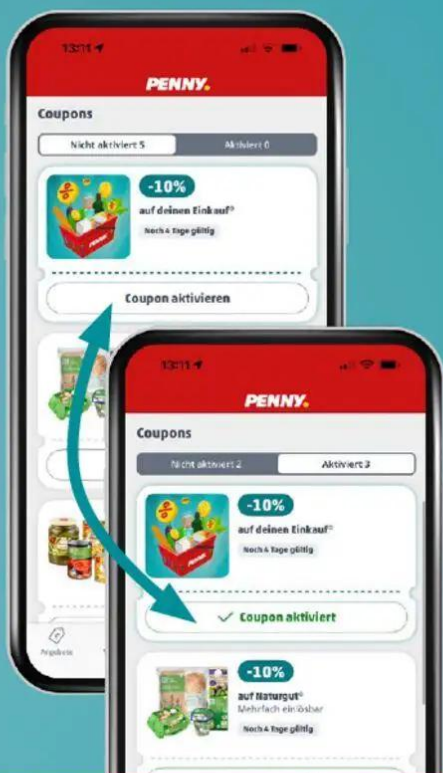 13:11
PENNY.
Coupons
Nicht aktiviert 5
Aktiviert 0
-10%
auf deinen Einkauf°
Noch 4 Tage gültig
Coupon aktivieren
Angebote
13:11
PENNY.
Coupons
Nicht aktiviert 2
Aktiviert 3
-10%
auf deinen Einkauf°
Noch 4 Tage gültig
✓ Coupon aktiviert
-10%
auf Naturgut°
Mehrfach einlösbar
Noch 4 Tage gültig